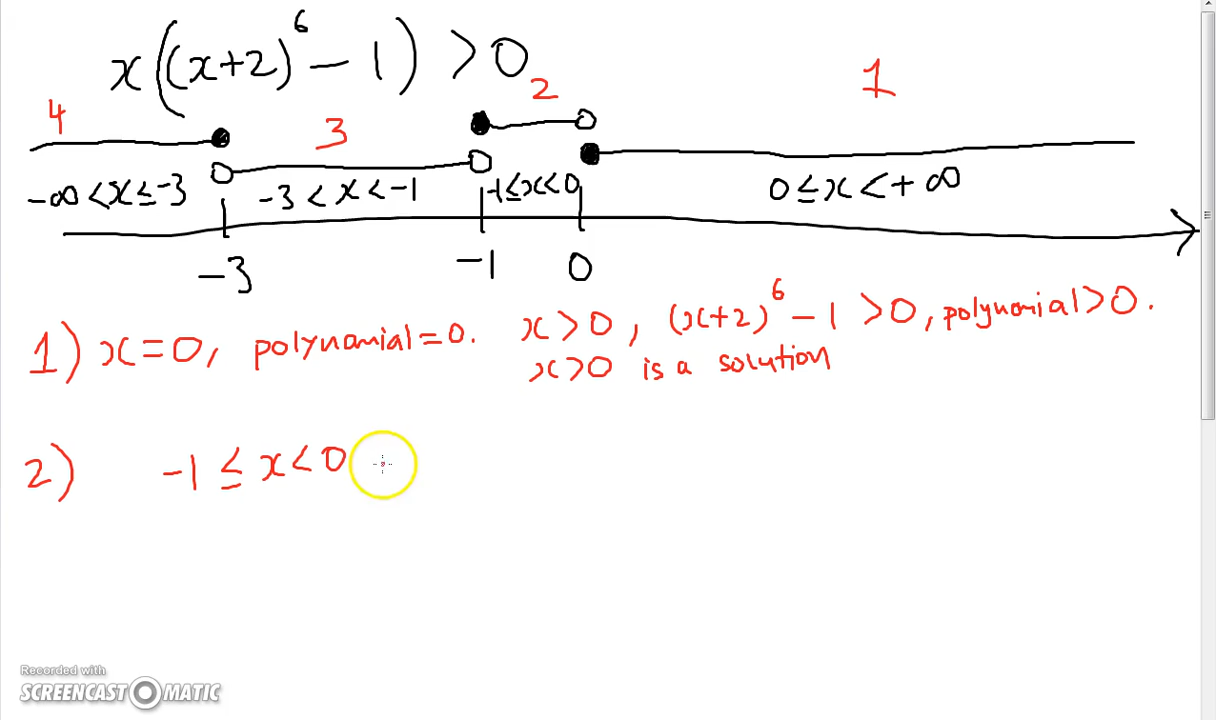 x((x+2)^6 − 1) > 0
4 3 2 1
-∞ < x ≤ -3 -3 < x < -1 -1 ≤ x < 0 0 ≤ x < +∞
-3 -1 0
1) x=0, polynomial=0. x>0, (x+2)^6 − 1 >0, polynomial>0.
x>0 is a solution
2) -1 ≤ x < 0
Recorded with
SCREENCAST MATIC